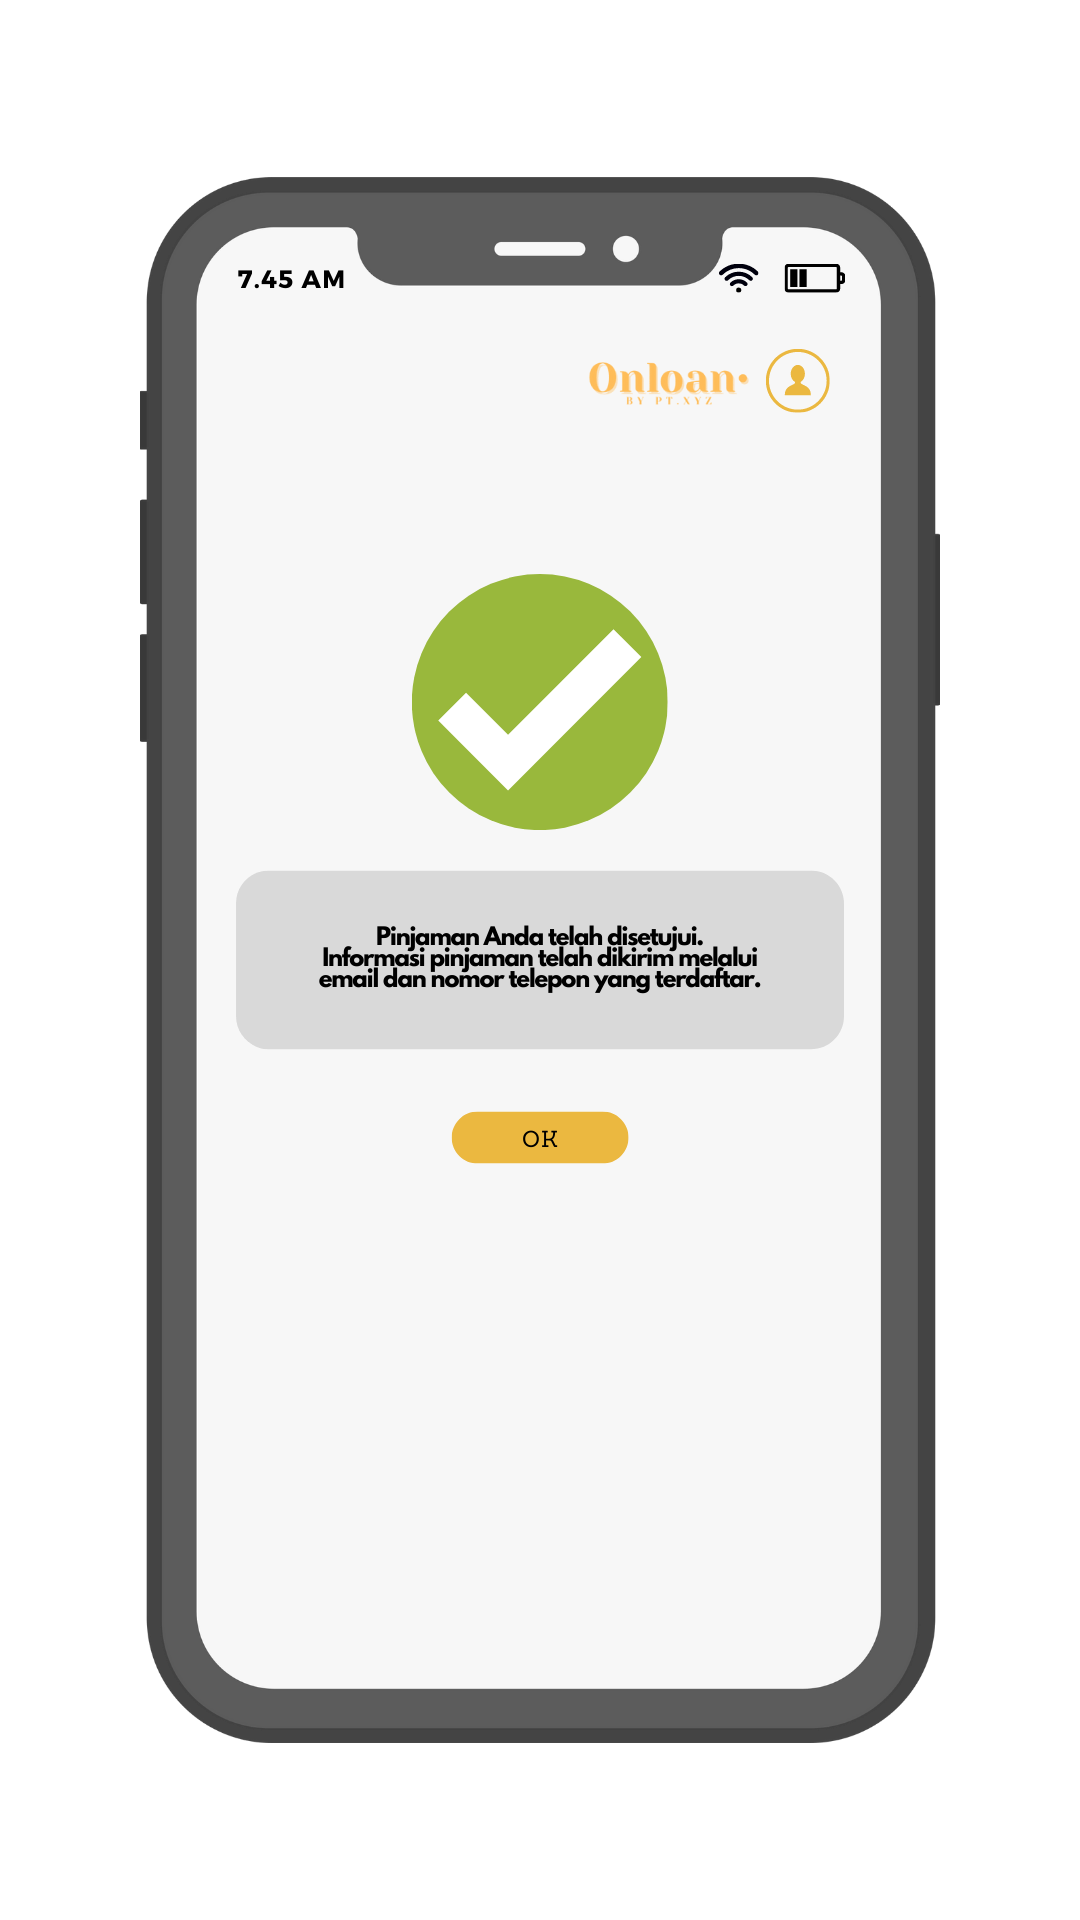 7.45 AM
Onloan
BY PT.XYZ
Pinjaman Anda telah disetujui.
Informasi pinjaman telah dikirim melalui
email dan nomor telepon yang terdaftar.
OK